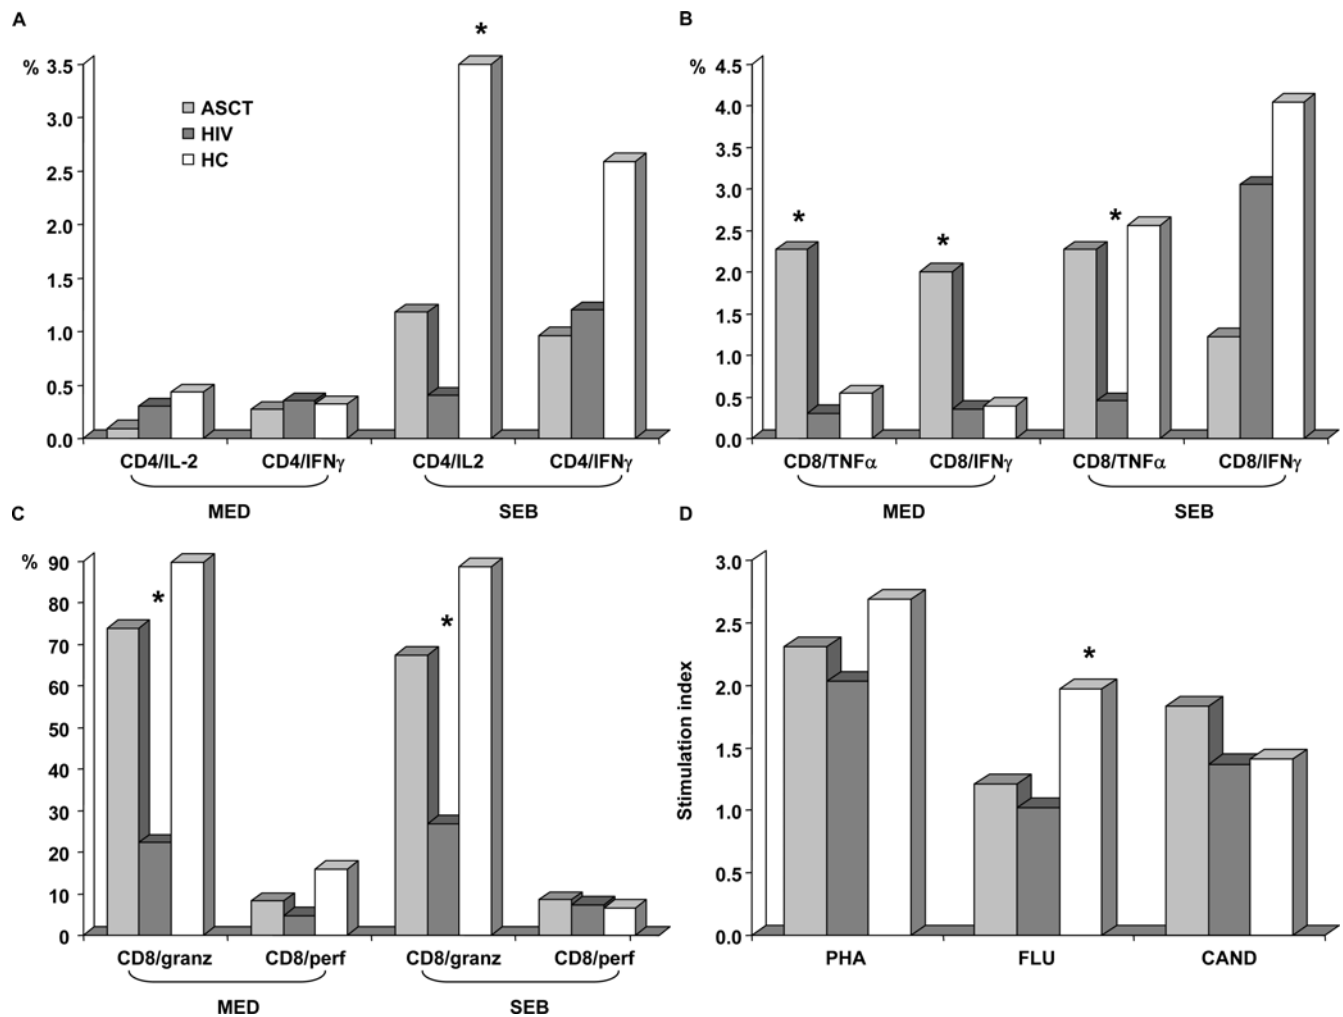 A
%
3.5
3.0
2.5
2.0
1.5
1.0
0.5
0.0
ASCT
HIV
HC
*
CD4/IL-2 CD4/IFNγ CD4/IL2 CD4/IFNγ
MED SEB
B
%
4.5
4.0
3.5
3.0
2.5
2.0
1.5
1.0
0.5
0.0
* * *
CD8/TNFα CD8/IFNγ CD8/TNFα CD8/IFNγ
MED SEB
C
%
90
80
70
60
50
40
30
20
10
0
* *
CD8/granz CD8/perf CD8/granz CD8/perf
MED SEB
D
Stimulation index
3.0
2.5
2.0
1.5
1.0
0.5
0.0
*
PHA FLU CAND